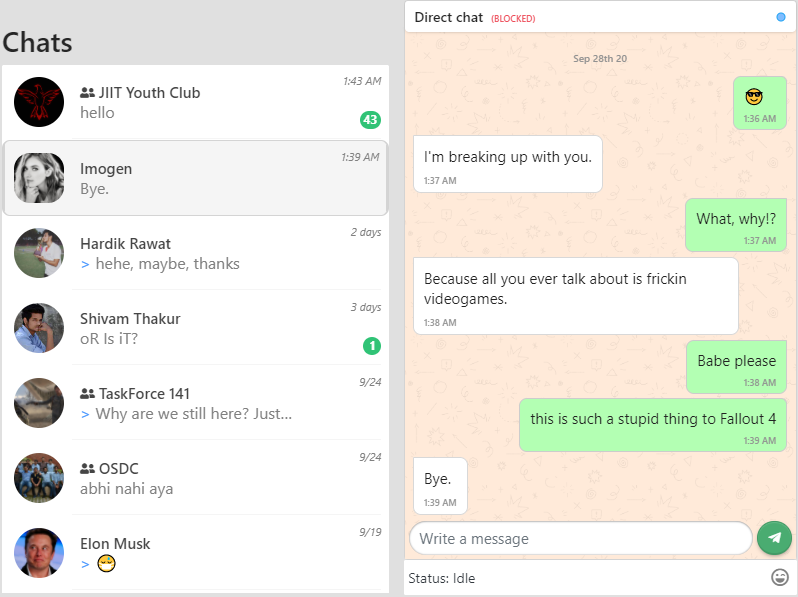 Chats
JIIT Youth Club
1:43 AM
hello
43
Imogen
1:39 AM
Bye.
Hardik Rawat
2 days
> hehe, maybe, thanks
Shivam Thakur
3 days
oR Is iT?
1
TaskForce 141
9/24
> Why are we still here? Just...
OSDC
9/24
abhi nahi aya
Elon Musk
9/19
> 😅
Direct chat (BLOCKED)
Sep 28th 20
😎
1:36 AM
I'm breaking up with you.
1:37 AM
What, why!?
1:37 AM
Because all you ever talk about is frickin
videogames.
1:38 AM
Babe please
1:38 AM
this is such a stupid thing to Fallout 4
1:39 AM
Bye.
1:39 AM
Write a message
Status: Idle